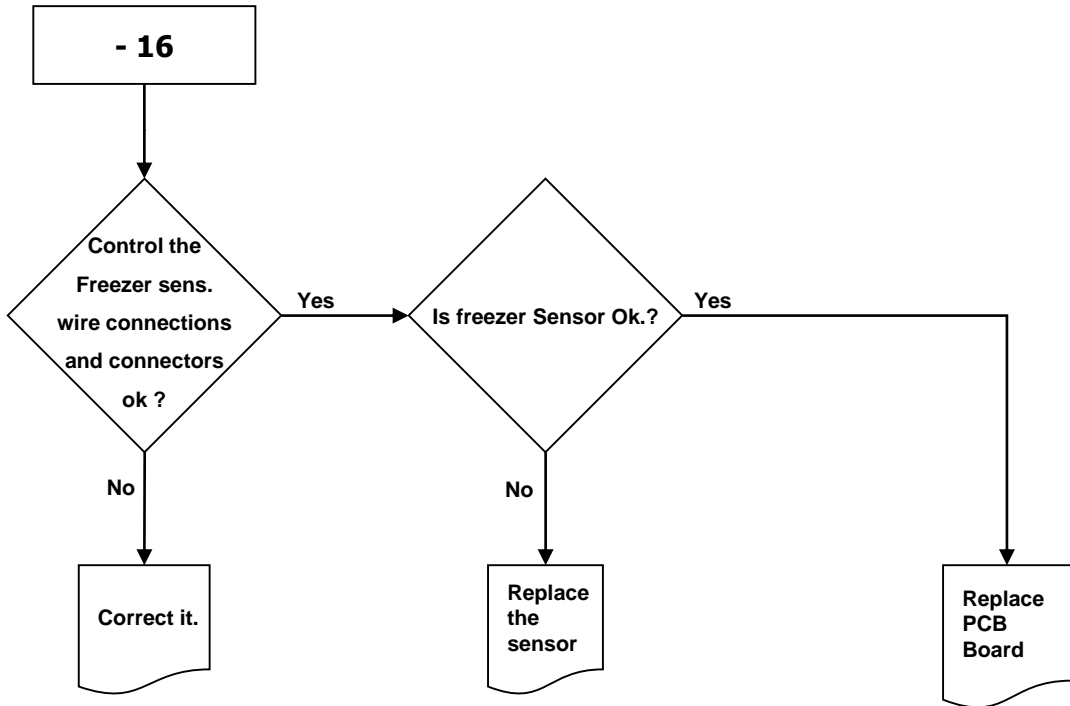 - 16
Control the
Freezer sens.
wire connections
and connectors
ok ?
Yes
Is freezer Sensor Ok.?
Yes
No
No
Correct it.
Replace
the
sensor
Replace
PCB
Board